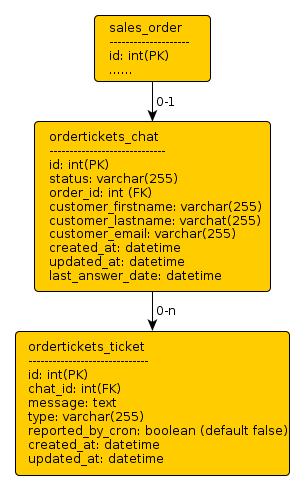 sales_order
--------------------
id: int(PK)
......
0-1
ordertickets_chat
-----------------------------
id: int(PK)
status: varchar(255)
order_id: int (FK)
customer_firstname: varchar(255)
customer_lastname: varchat(255)
customer_email: varchar(255)
created_at: datetime
updated_at: datetime
last_answer_date: datetime
0-n
ordertickets_ticket
------------------------------
id: int(PK)
chat_id: int(FK)
message: text
type: varchar(255)
reported_by_cron: boolean (default false)
created_at: datetime
updated_at: datetime